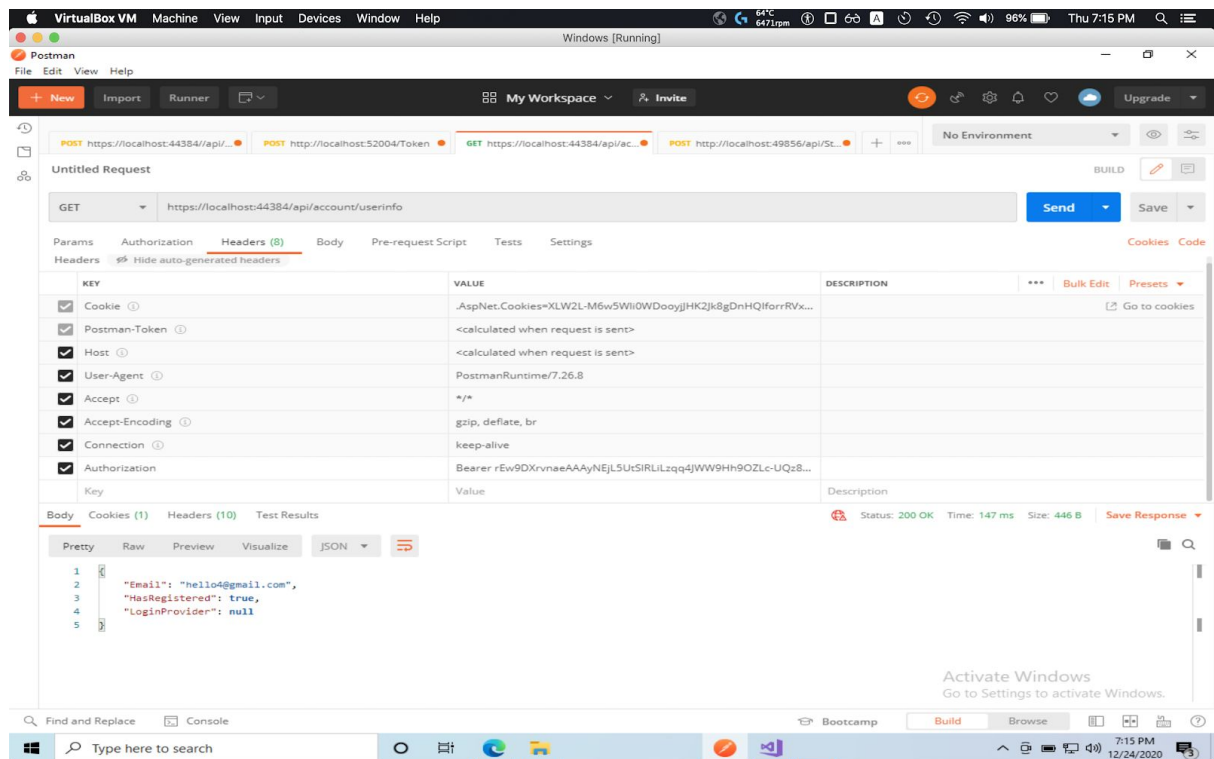 VirtualBox VM Machine View Input Devices Window Help 64°C 6471rpm A 96% Thu 7:15 PM
Windows [Running]
Postman
File Edit View Help
+ New Import Runner My Workspace Invite Upgrade
POST https://localhost:44384//api/... POST http://localhost:52004/Token GET https://localhost:44384/api/ac... POST http://localhost:49856/api/St... + ooo No Environment
Untitled Request BUILD
GET https://localhost:44384/api/account/userinfo Send Save
Params Authorization Headers (8) Body Pre-request Script Tests Settings Cookies Code
Headers Hide auto-generated headers
KEY VALUE DESCRIPTION ••• Bulk Edit Presets
Cookie .AspNet.Cookies=XLW2L-M6w5Wli0WDooyjJHK2Jk8gDnHQIforrRVx... Go to cookies
Postman-Token <calculated when request is sent>
Host <calculated when request is sent>
User-Agent PostmanRuntime/7.26.8
Accept */*
Accept-Encoding gzip, deflate, br
Connection keep-alive
Authorization Bearer rEw9DXrvnaeAAAyNEjL5UtSlRLiLzqq4JWW9Hh9OZLc-UQz8...
Key Value Description
Body Cookies (1) Headers (10) Test Results Status: 200 OK Time: 147 ms Size: 446 B Save Response
Pretty Raw Preview Visualize JSON
1 {
2 "Email": "hello4@gmail.com",
3 "HasRegistered": true,
4 "LoginProvider": null
5 }
Activate Windows
Go to Settings to activate Windows.
Find and Replace Console Bootcamp Build Browse
Type here to search 7:15 PM
12/24/2020 3